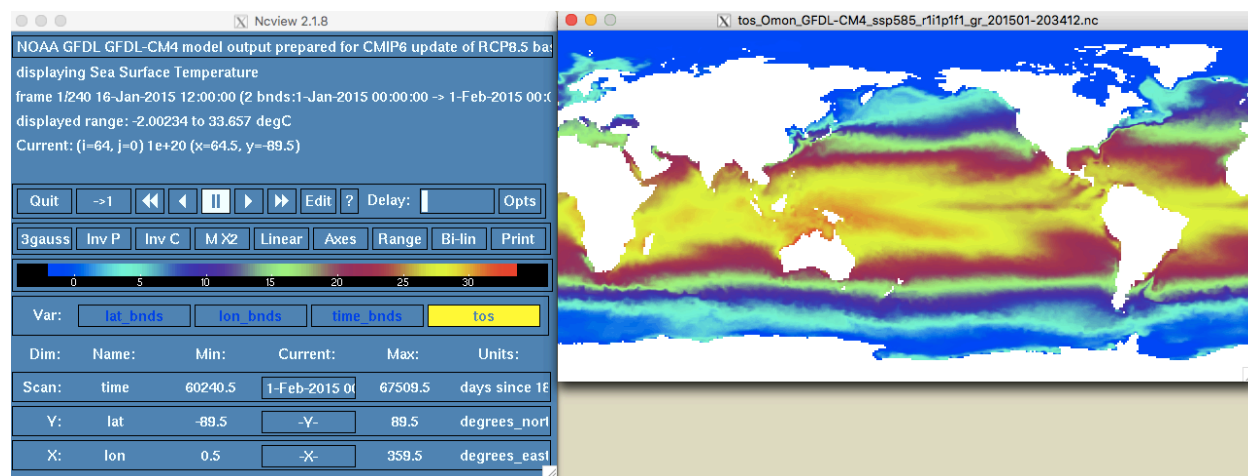 Ncview 2.1.8
NOAA GFDL GFDL-CM4 model output prepared for CMIP6 update of RCP8.5 bas
displaying Sea Surface Temperature
frame 1/240 16-Jan-2015 12:00:00 (2 bnds:1-Jan-2015 00:00:00 -> 1-Feb-2015 00:0
displayed range: -2.00234 to 33.657 degC
Current: (i=64, j=0) 1e+20 (x=64.5, y=-89.5)
Quit ->1 Edit ? Delay: Opts
3gauss Inv P Inv C M X2 Linear Axes Range Bi-lin Print
0 5 10 15 20 25 30
Var: lat_bnds lon_bnds time_bnds tos
Dim: Name: Min: Current: Max: Units:
Scan: time 60240.5 1-Feb-2015 00 67509.5 days since 18
Y: lat -89.5 -Y- 89.5 degrees_nort
X: lon 0.5 -X- 359.5 degrees_east
tos_Omon_GFDL-CM4_ssp585_r1i1p1f1_gr_201501-203412.nc